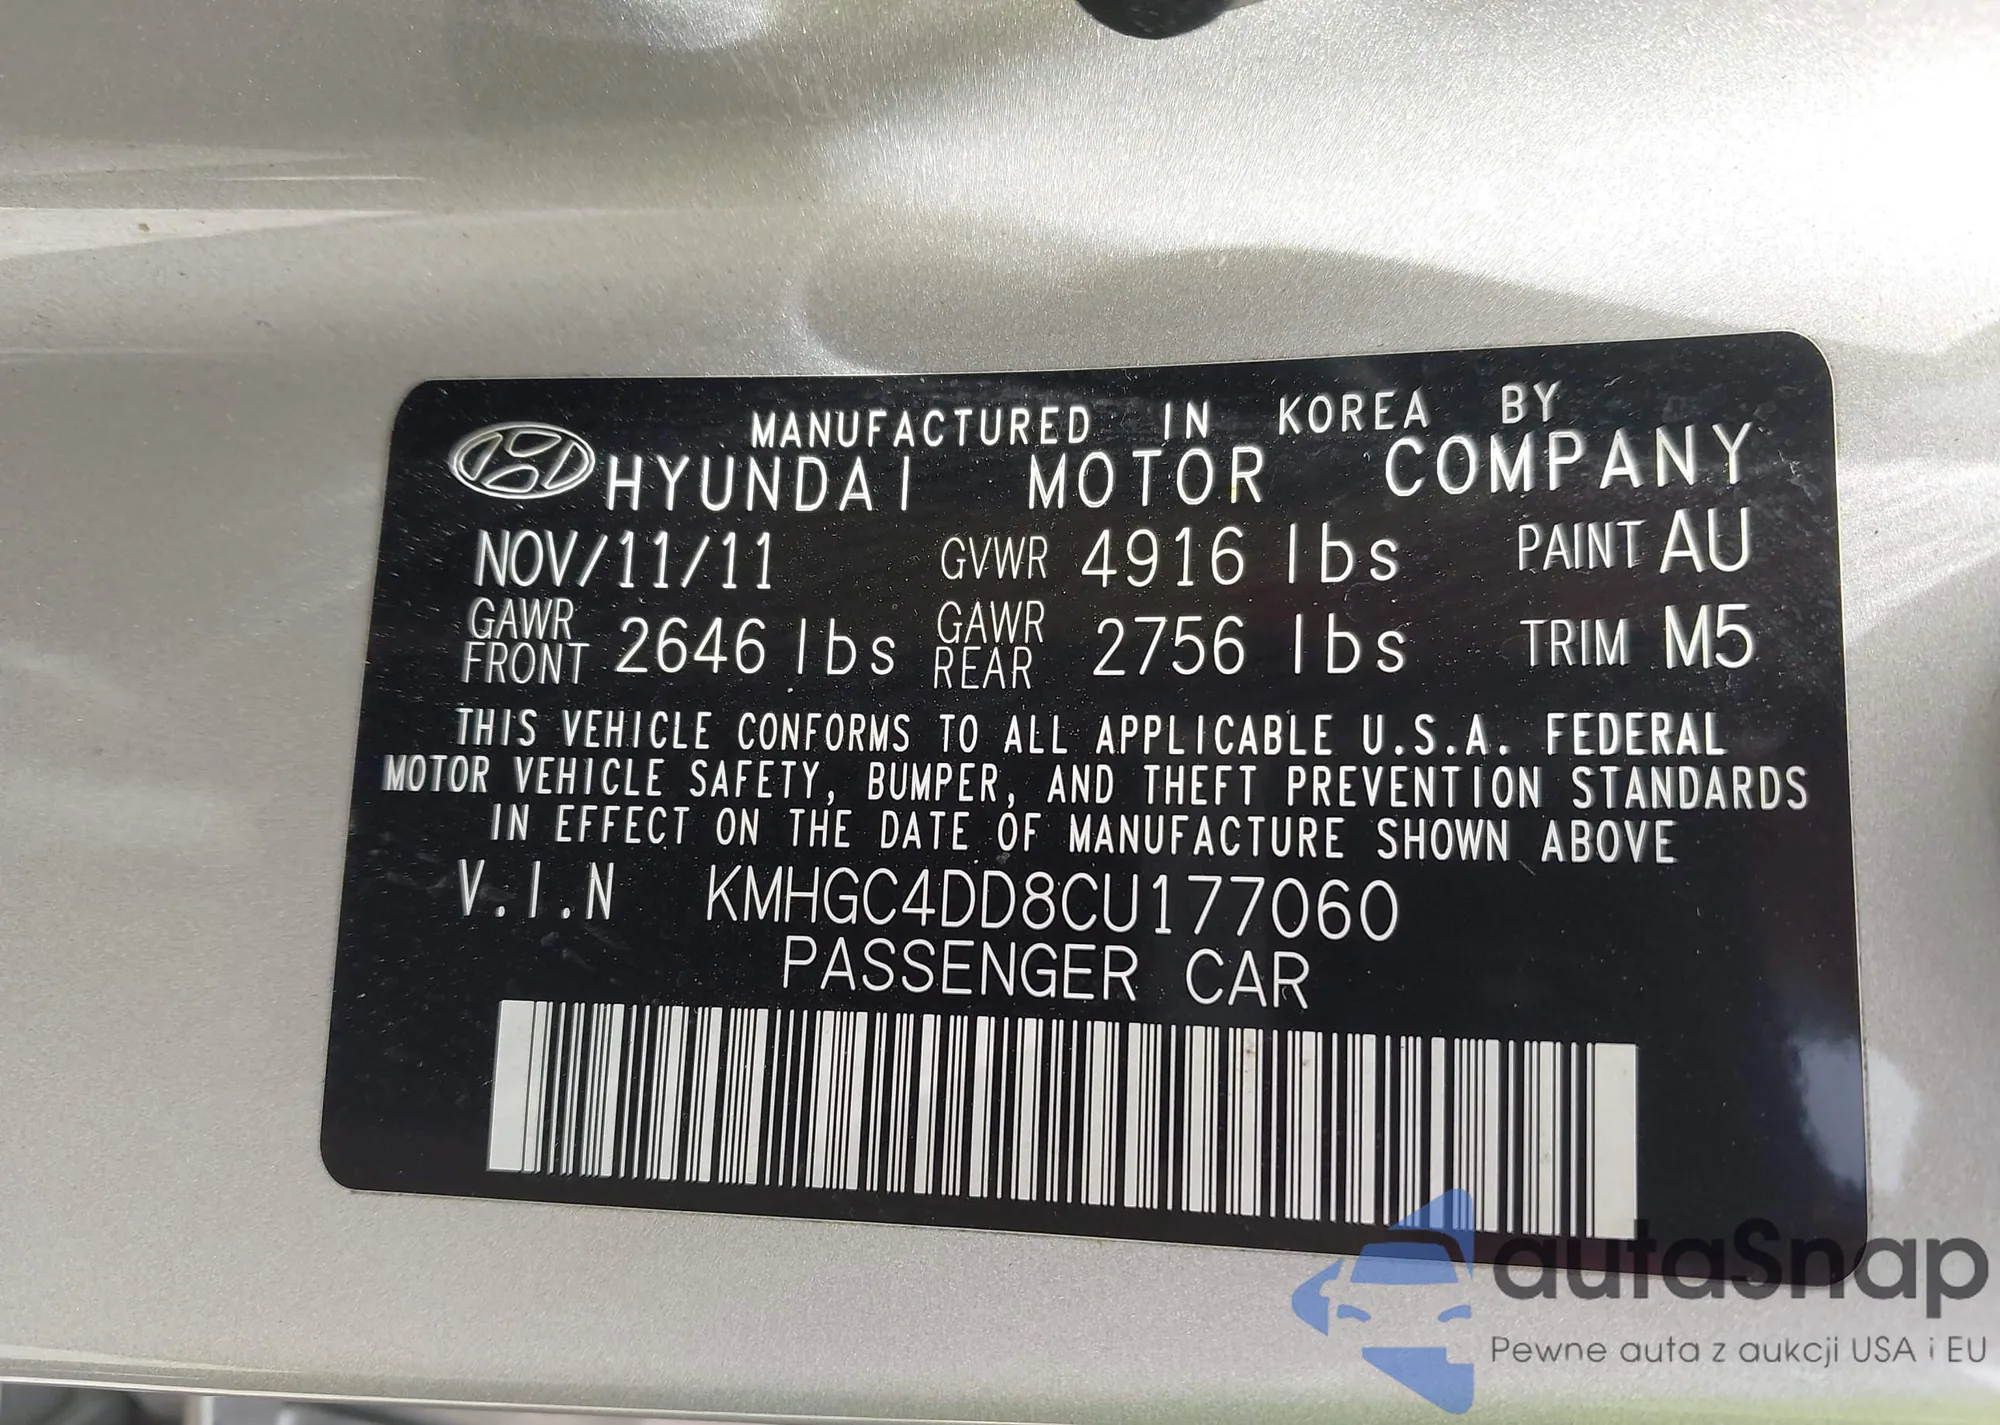 MANUFACTURED IN KOREA BY
HYUNDAI MOTOR COMPANY
NOV/11/11 GVWR 4916 lbs PAINT AU
GAWR FRONT 2646 lbs GAWR REAR 2756 lbs TRIM M5
THIS VEHICLE CONFORMS TO ALL APPLICABLE U.S.A. FEDERAL
MOTOR VEHICLE SAFETY, BUMPER, AND THEFT PREVENTION STANDARDS
IN EFFECT ON THE DATE OF MANUFACTURE SHOWN ABOVE
V.I.N KMHGC4DD8CU177060
PASSENGER CAR
autaSnap
Pewne auta z aukcji USA i EU